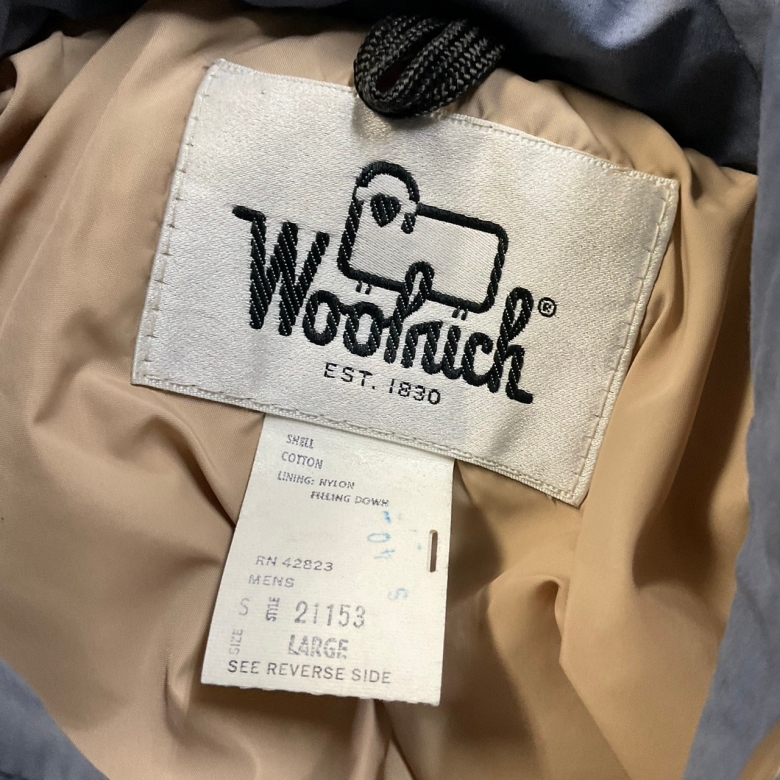 Woolrich®
EST. 1830
SHELL
COTTON
LINING: NYLON
FILLING DOWN
RN 42823
MENS
S STYLE 21153
SIZE LARGE
SEE REVERSE SIDE